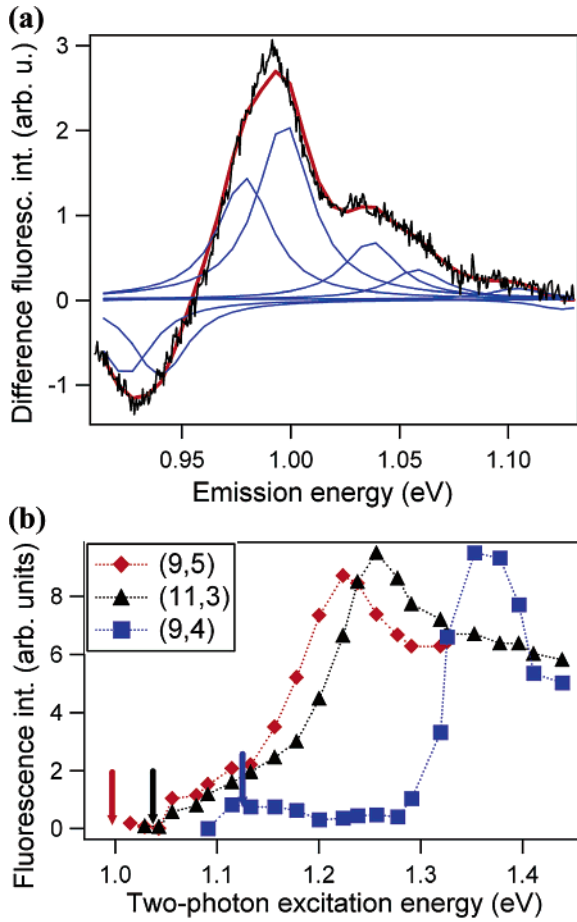 (a)
Difference fluoresc. int. (arb. u.)
3
2
1
0
-1
0.95 1.00 1.05 1.10
Emission energy (eV)
(b)
Fluorescence int. (arb. units)
8
6
4
2
0
(9,5)
(11,3)
(9,4)
1.0 1.1 1.2 1.3 1.4
Two-photon excitation energy (eV)